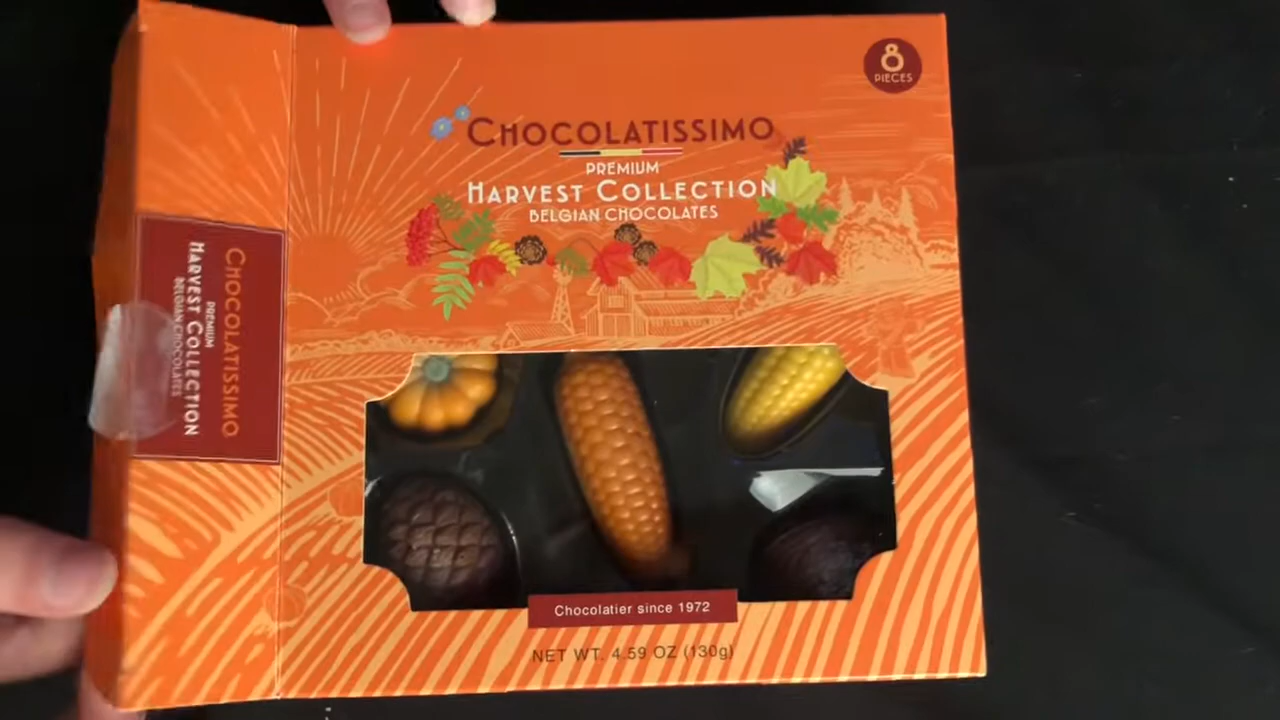 8
PIECES
CHOCOLATISSIMO
PREMIUM
HARVEST COLLECTION
BELGIAN CHOCOLATES
CHOCOLATISSIMO
PREMIUM
HARVEST COLLECTION
BELGIAN CHOCOLATES
Chocolatier since 1972
NET WT. 4.59 OZ (130g)